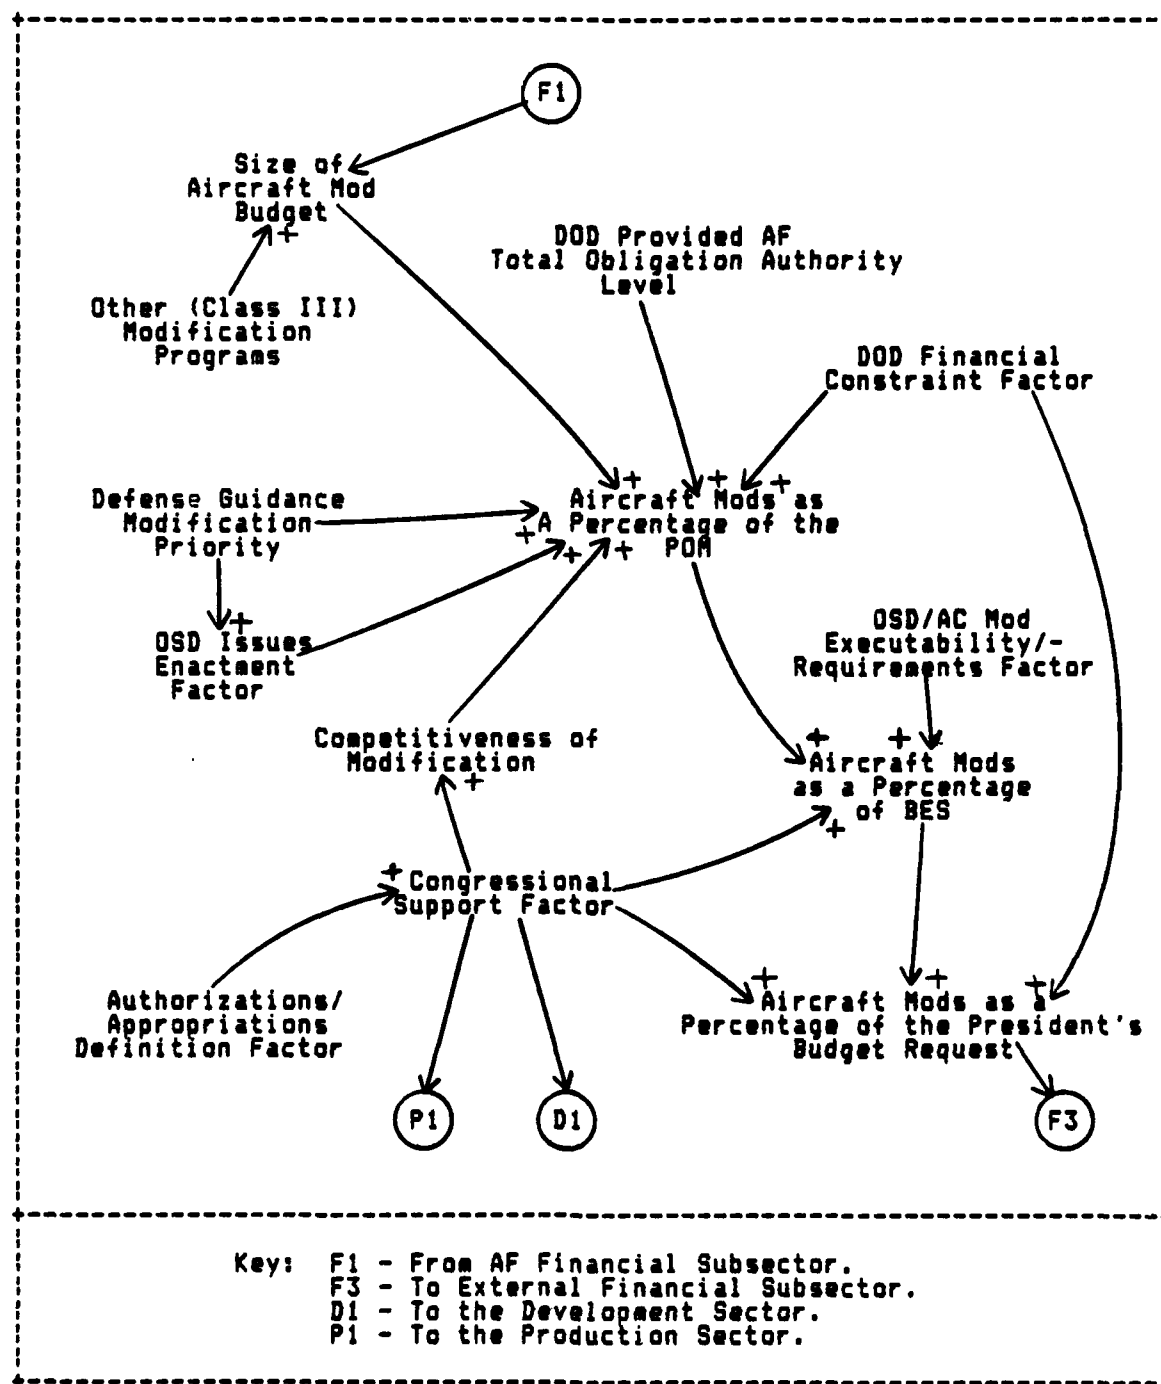 F1
Size of
Aircraft Mod
Budget
+
DOD Provided AF
Total Obligation Authority
Level
Other (Class III)
Modification
Programs
DOD Financial
Constraint Factor
+ + +
Defense Guidance
Modification
Priority
Aircraft Mods as
A Percentage of the
POM
+ + +
+
OSD Issues
Enactment
Factor
OSD/AC Mod
Executability/-
Requirements Factor
Competitiveness of
Modification
+
+ +
Aircraft Mods
as a Percentage
of BES
+
+
Congressional
Support Factor
Authorizations/
Appropriations
Definition Factor
+ + +
Aircraft Mods as a
Percentage of the President's
Budget Request
P1
D1
F3
Key: F1 - From AF Financial Subsector.
F3 - To External Financial Subsector.
D1 - To the Development Sector.
P1 - To the Production Sector.